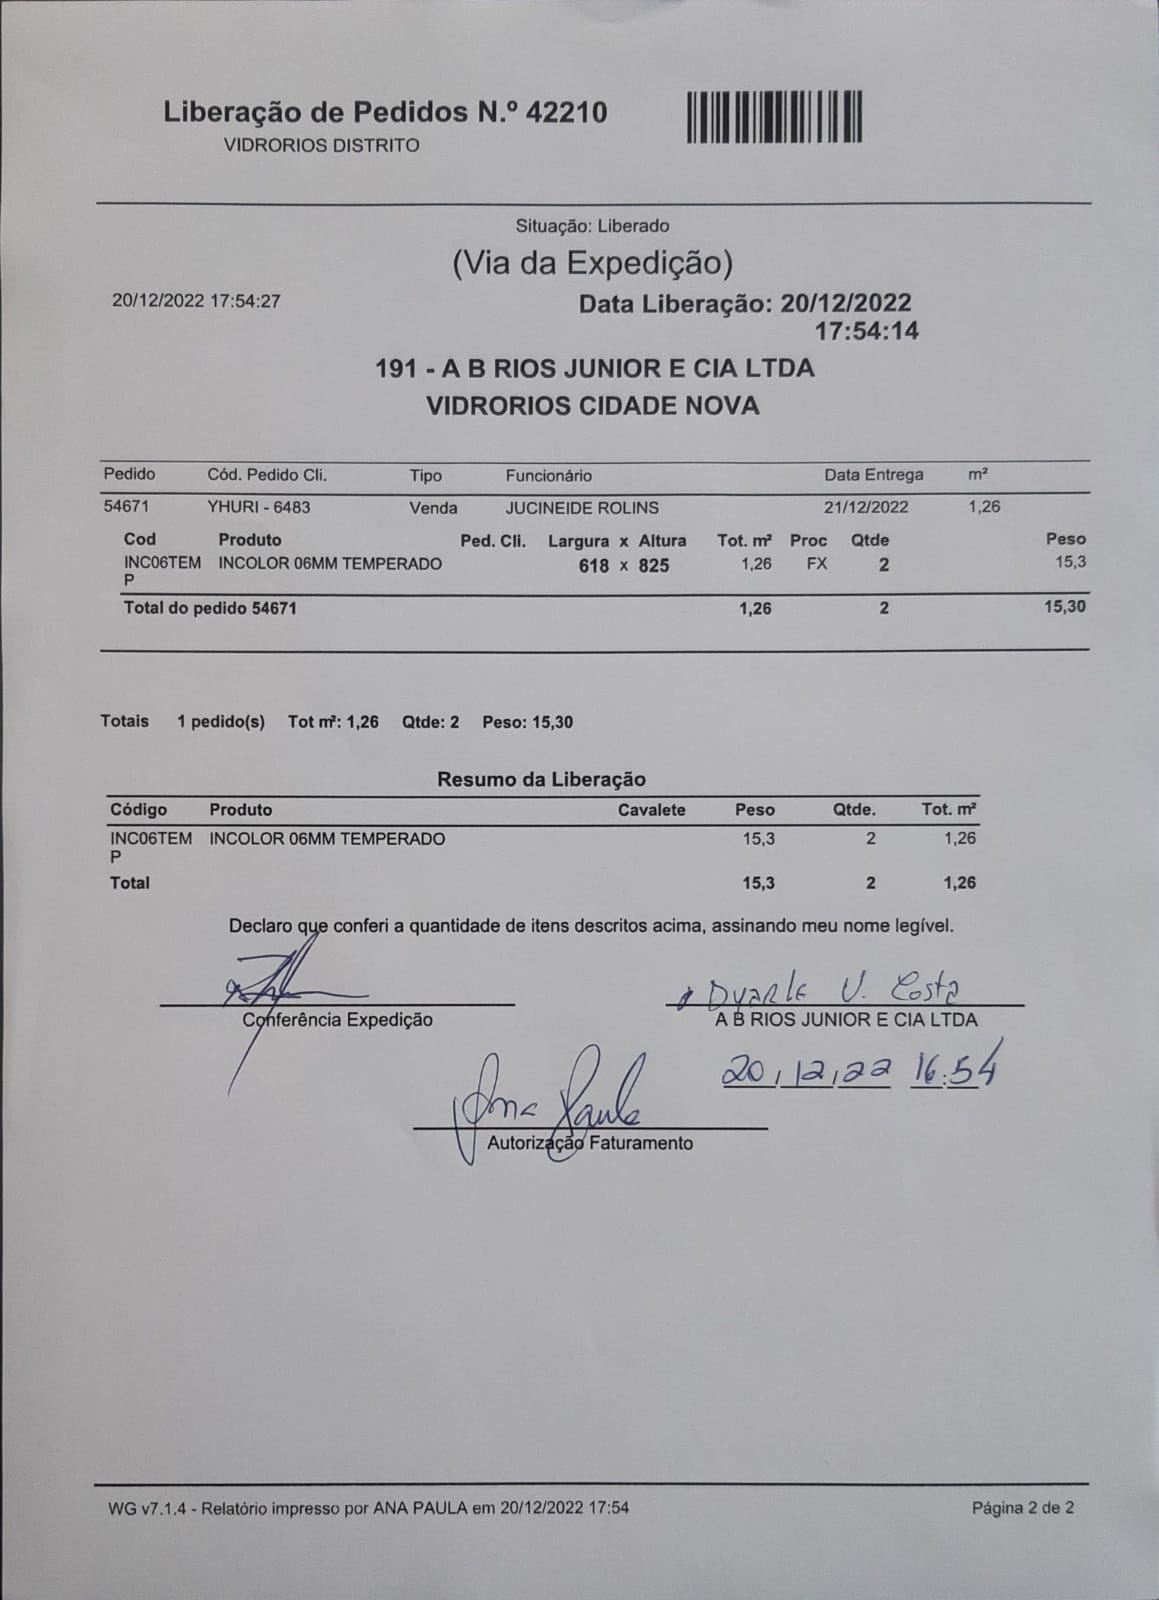 Liberação de Pedidos N.º 42210
VIDRORIOS DISTRITO
Situação: Liberado
(Via da Expedição)
20/12/2022 17:54:27
Data Liberação: 20/12/2022
17:54:14
191 - A B RIOS JUNIOR E CIA LTDA
VIDRORIOS CIDADE NOVA
Pedido Cód. Pedido Cli. Tipo Funcionário Data Entrega m²
54671 YHURI - 6483 Venda JUCINEIDE ROLINS 21/12/2022 1,26
Cod Produto Ped. Cli. Largura x Altura Tot. m² Proc Qtde Peso
INC06TEM INCOLOR 06MM TEMPERADO 618 x 825 1,26 FX 2 15,3
P
Total do pedido 54671 1,26 2 15,30
Totais 1 pedido(s) Tot m²: 1,26 Qtde: 2 Peso: 15,30
Resumo da Liberação
Código Produto Cavalete Peso Qtde. Tot. m²
INC06TEM INCOLOR 06MM TEMPERADO 15,3 2 1,26
P
Total 15,3 2 1,26
Declaro que conferi a quantidade de itens descritos acima, assinando meu nome legível.
Dyarle V. Costa
Conferência Expedição A B RIOS JUNIOR E CIA LTDA
20,12,22 16:54
Ana Paula
Autorização Faturamento
WG v7.1.4 - Relatório impresso por ANA PAULA em 20/12/2022 17:54 Página 2 de 2